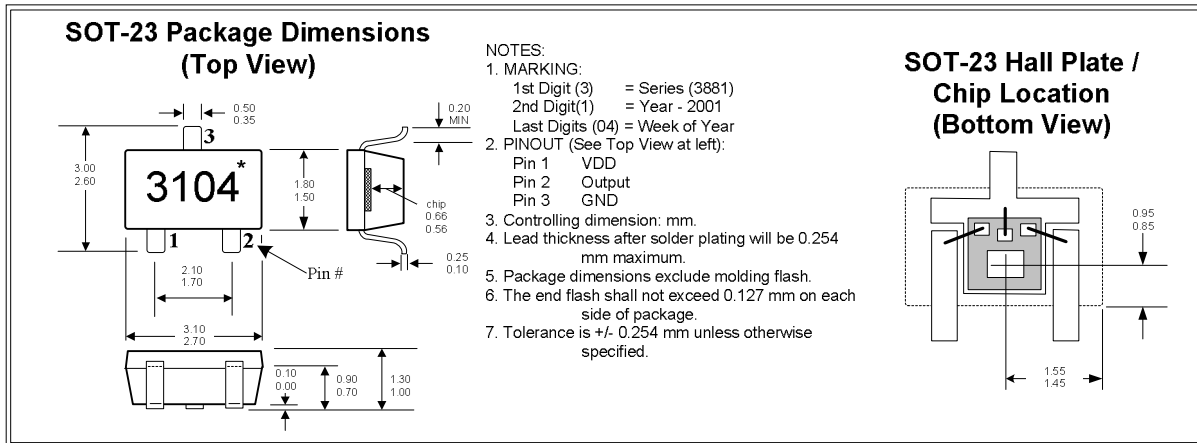 SOT-23 Package Dimensions
(Top View)
0.50
0.35
3
3.00
2.60
3104*
1
2
Pin #
2.10
1.70
3.10
2.70
1.80
1.50
0.20
MIN
chip
0.66
0.56
0.25
0.10
0.10
0.00
0.90
0.70
1.30
1.00
NOTES:
1. MARKING:
1st Digit (3) = Series (3881)
2nd Digit(1) = Year - 2001
Last Digits (04) = Week of Year
2. PINOUT (See Top View at left):
Pin 1 VDD
Pin 2 Output
Pin 3 GND
3. Controlling dimension: mm.
4. Lead thickness after solder plating will be 0.254
mm maximum.
5. Package dimensions exclude molding flash.
6. The end flash shall not exceed 0.127 mm on each
side of package.
7. Tolerance is +/- 0.254 mm unless otherwise
specified.
SOT-23 Hall Plate /
Chip Location
(Bottom View)
0.95
0.85
1.55
1.45